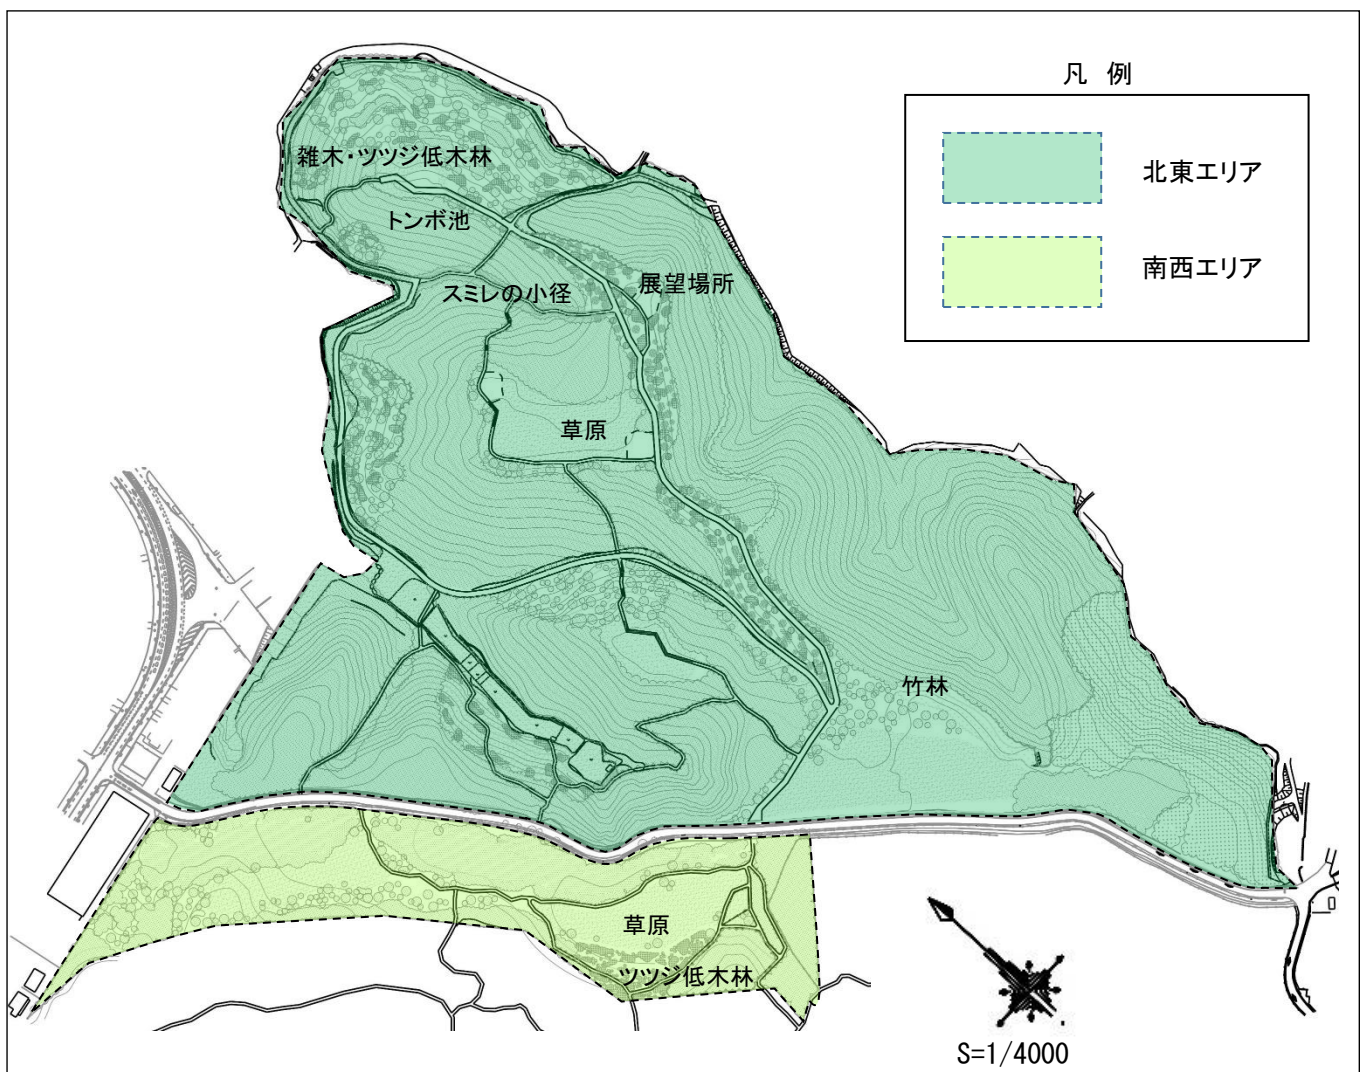 凡 例
北東エリア
南西エリア
雑木・ツツジ低木林
トンボ池
スミレの小径
展望場所
草原
竹林
草原
ツツジ低木林
S=1/4000